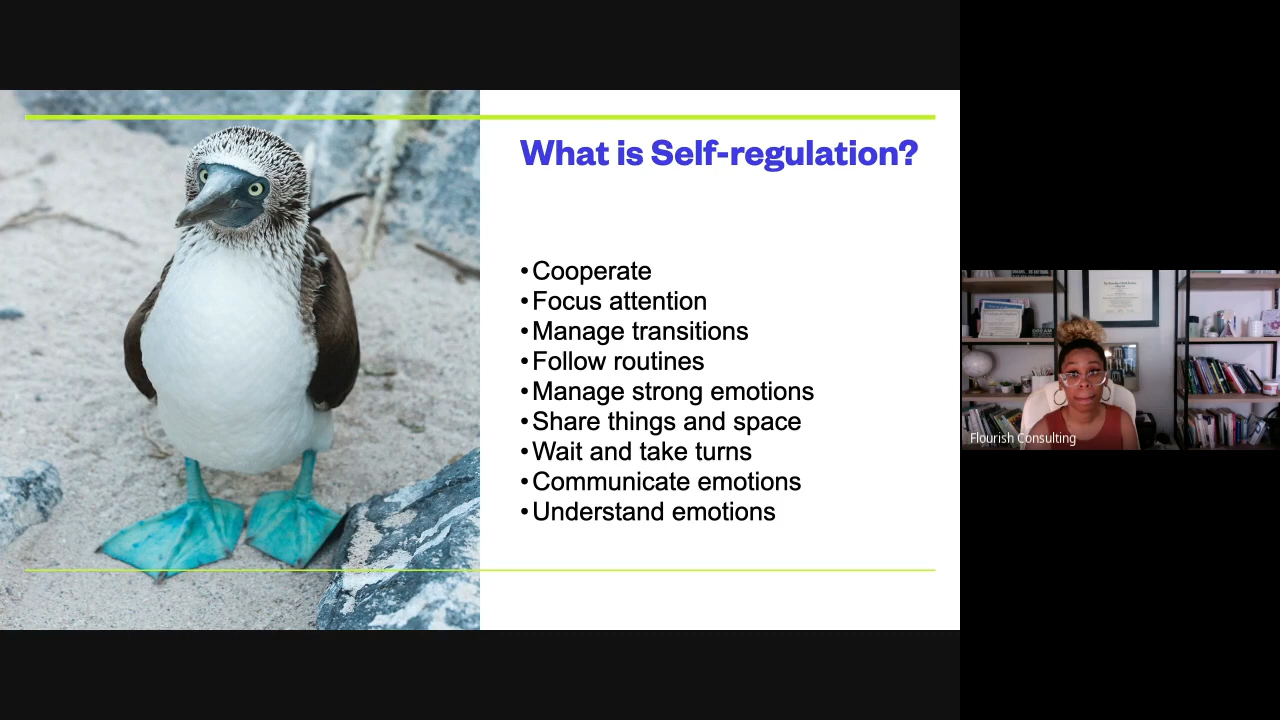 What is Self-regulation?
• Cooperate
• Focus attention
• Manage transitions
• Follow routines
• Manage strong emotions
• Share things and space
• Wait and take turns
• Communicate emotions
• Understand emotions
Flourish Consulting